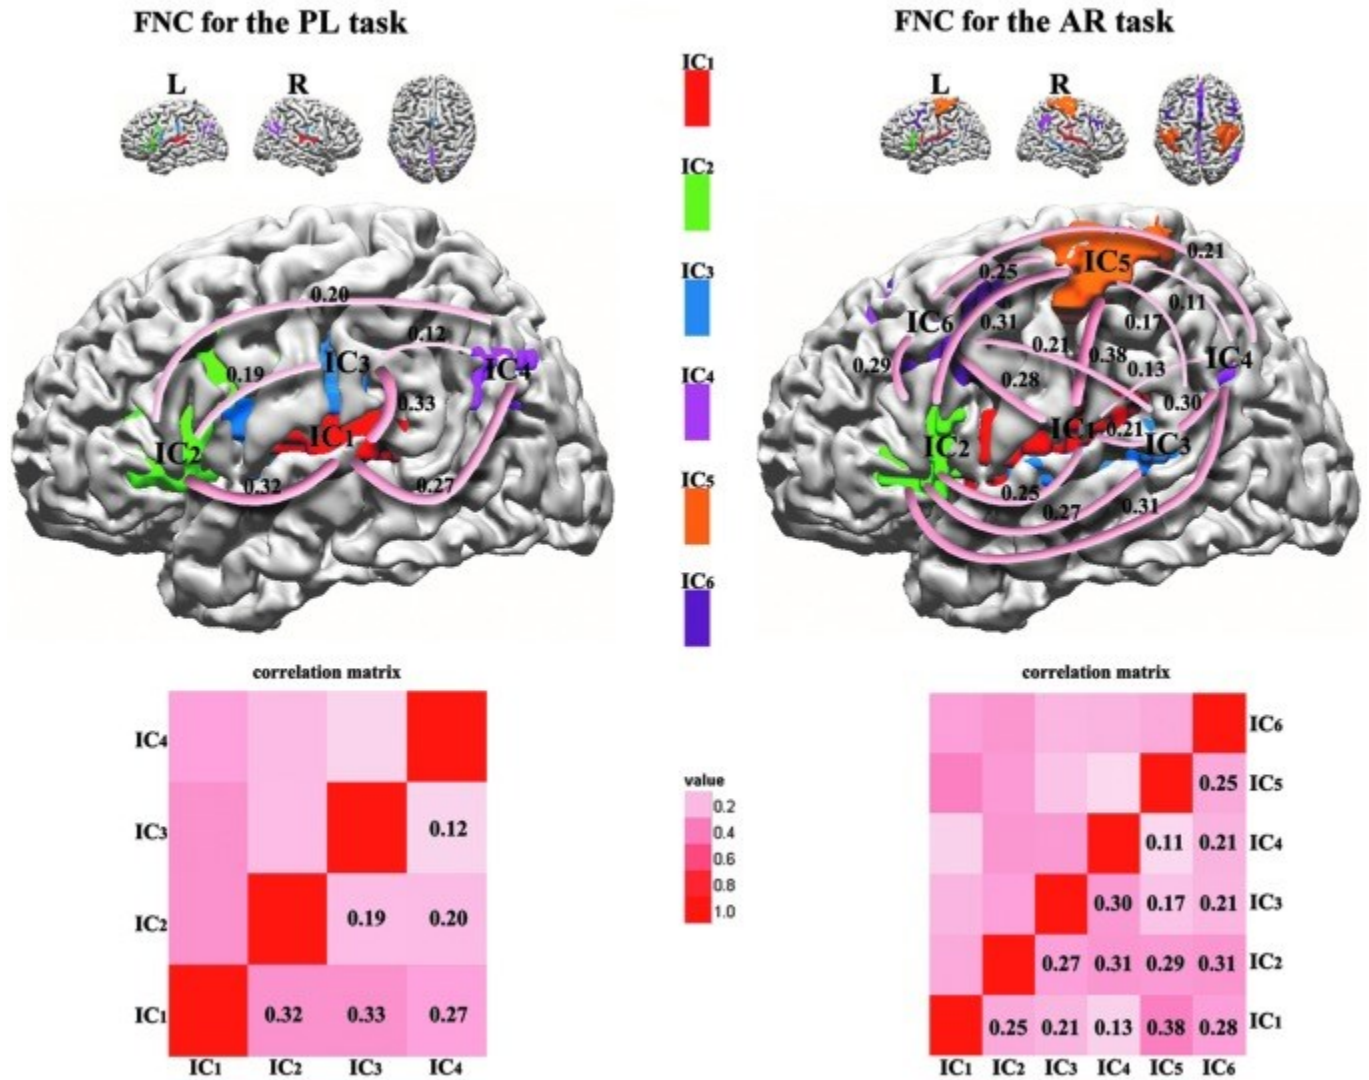 FNC for the PL task
FNC for the AR task
L
R
L
R
IC1
IC2
IC3
IC4
IC5
IC6
0.20
0.12
IC3
IC4
0.19
0.33
IC1
IC2
0.32
0.27
0.21
IC5
0.25
0.11
IC6
0.31
0.17
0.21
0.38
IC4
0.29
0.13
0.28
0.30
IC1
0.21
IC2
IC3
0.25
0.27
0.31
correlation matrix
IC4
IC3
0.12
IC2
0.19
0.20
IC1
0.32
0.33
0.27
IC1
IC2
IC3
IC4
value
0.2
0.4
0.6
0.8
1.0
correlation matrix
IC6
0.25
IC5
0.11
0.21
IC4
0.30
0.17
0.21
IC3
0.27
0.31
0.29
0.31
IC2
0.25
0.21
0.13
0.38
0.28
IC1
IC1
IC2
IC3
IC4
IC5
IC6